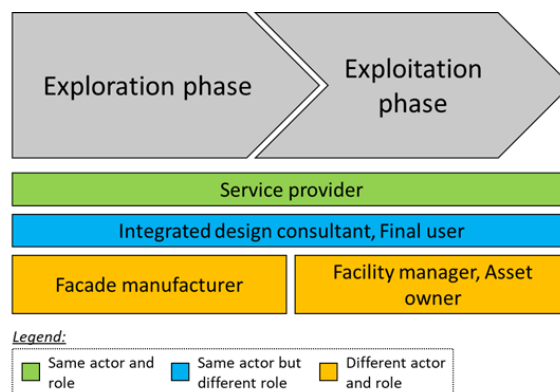 Exploration phase
Exploitation
phase
Service provider
Integrated design consultant, Final user
Facade manufacturer
Facility manager, Asset
owner
Legend:
Same actor and
role
Same actor but
different role
Different actor
and role